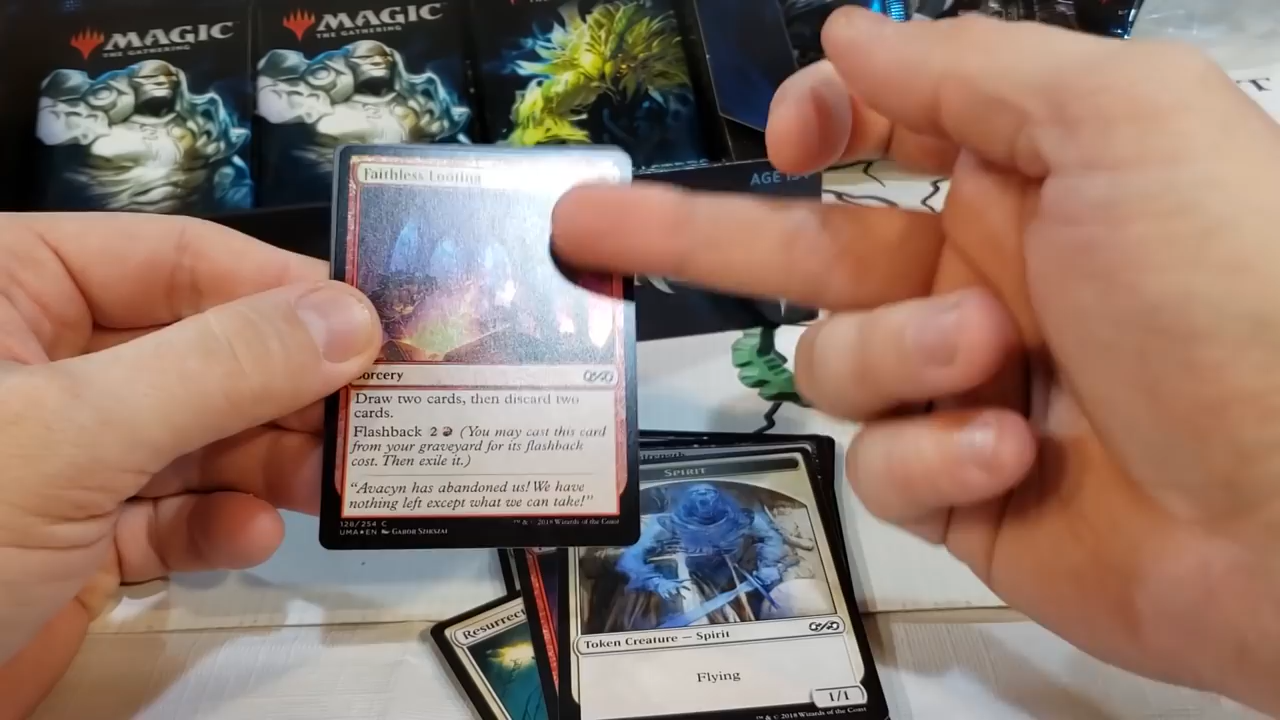 MAGIC
THE GATHERING
MAGIC
THE GATHERING
AGE 13+
Faithless Looting
Sorcery
Draw two cards, then discard two
cards.
Flashback 2 (You may cast this card
from your graveyard for its flashback
cost. Then exile it.)
"Avacyn has abandoned us! We have
nothing left except what we can take!"
128/254 C
UMA EN Gabor Szikszai
™ & © 2018 Wizards of the Coast
SPIRIT
Token Creature — Spirit
Flying
1/1
™ & © 2018 Wizards of the Coast
Resurrec